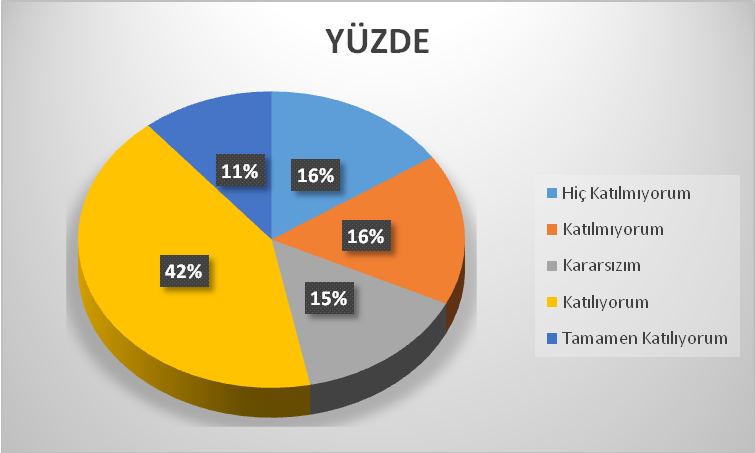 YÜZDE
16%
16%
15%
42%
11%
Hiç Katılmıyorum
Katılmıyorum
Kararsızım
Katılıyorum
Tamamen Katılıyorum